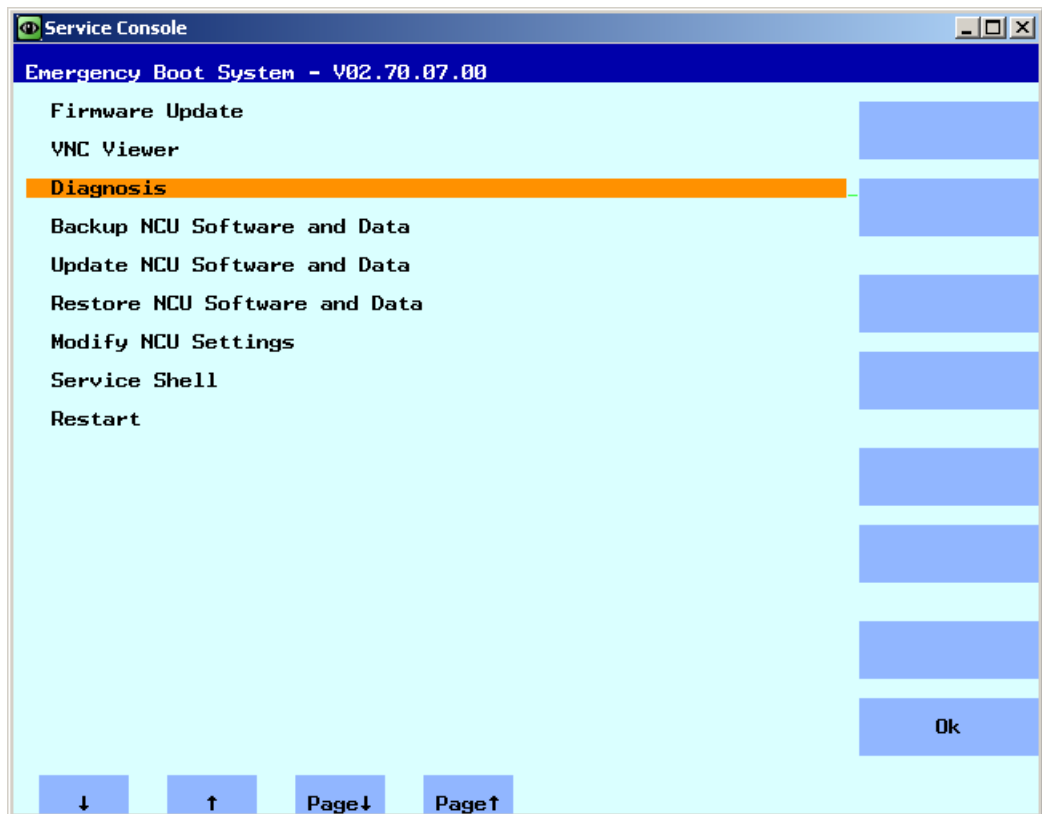 Service Console
Emergency Boot System - V02.70.07.00
Firmware Update
VNC Viewer
Diagnosis
Backup NCU Software and Data
Update NCU Software and Data
Restore NCU Software and Data
Modify NCU Settings
Service Shell
Restart
Ok
↓ ↑ Page↓ Page↑